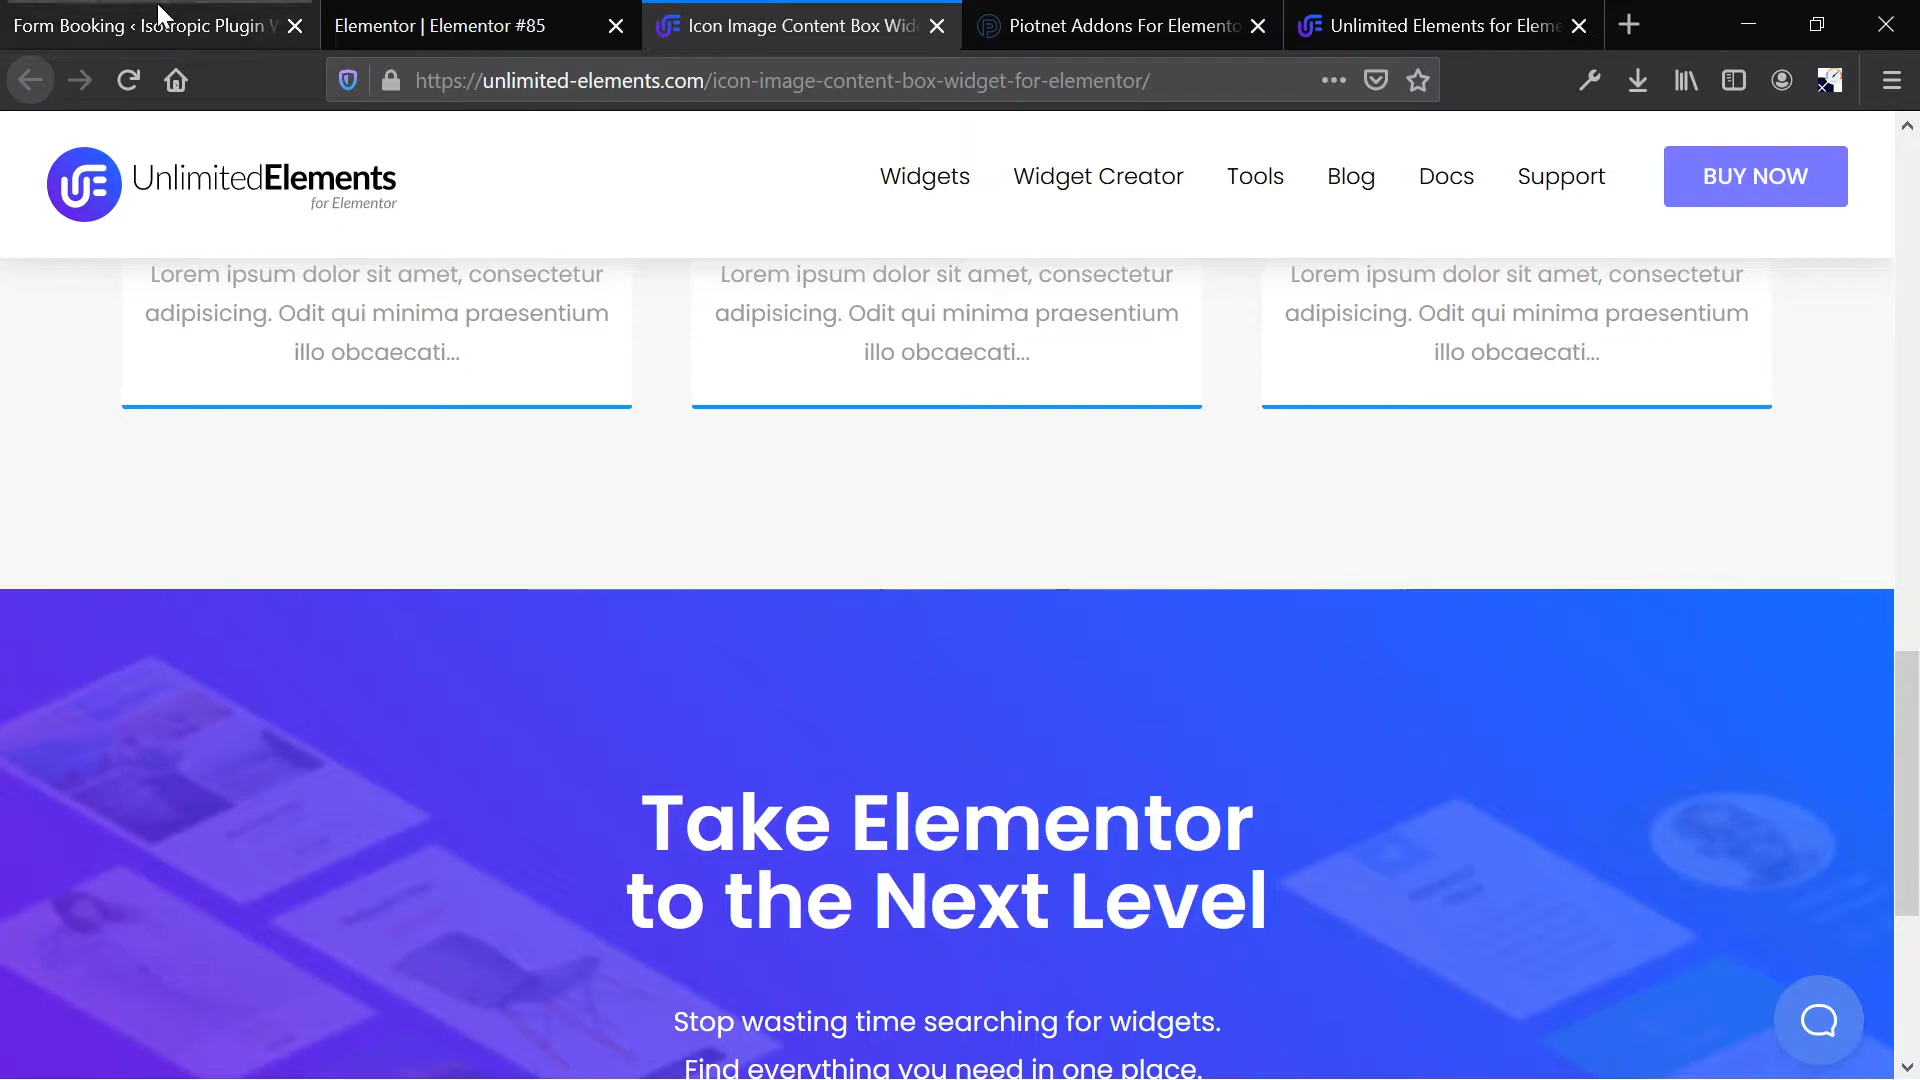 Form Booking ‹ Isotropic Plugin
Elementor | Elementor #85
Icon Image Content Box Wid
Piotnet Addons For Elemento
Unlimited Elements for Eleme
https://unlimited-elements.com/icon-image-content-box-widget-for-elementor/
UnlimitedElements
for Elementor
Widgets
Widget Creator
Tools
Blog
Docs
Support
BUY NOW
Lorem ipsum dolor sit amet, consectetur
adipisicing. Odit qui minima praesentium
illo obcaecati...
Lorem ipsum dolor sit amet, consectetur
adipisicing. Odit qui minima praesentium
illo obcaecati...
Lorem ipsum dolor sit amet, consectetur
adipisicing. Odit qui minima praesentium
illo obcaecati...
Take Elementor
to the Next Level
Stop wasting time searching for widgets.
Find everything you need in one place.